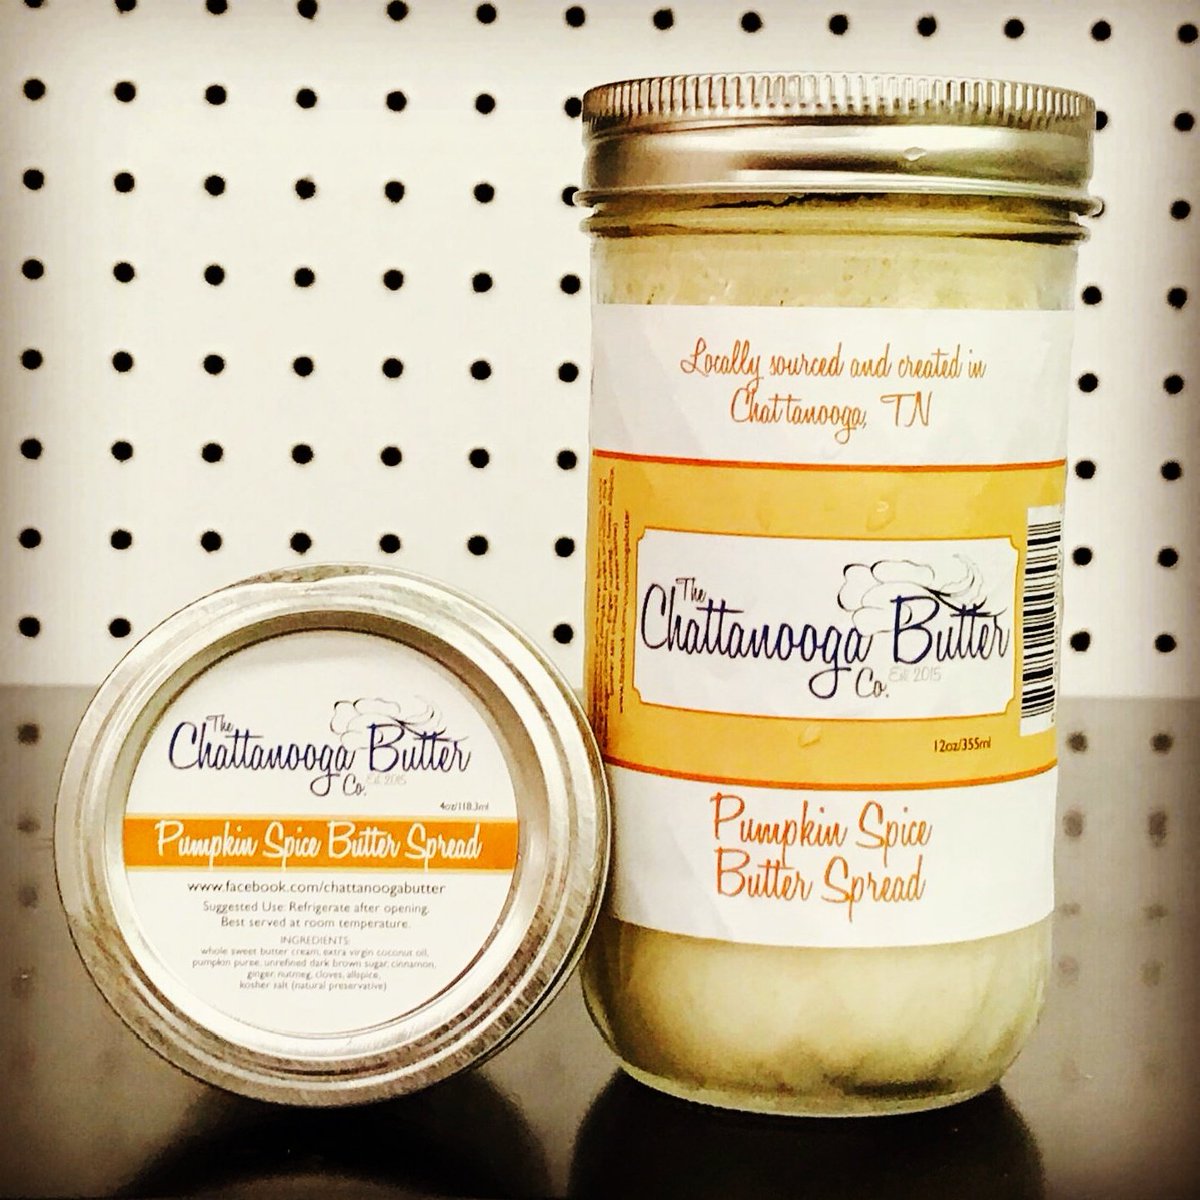 Locally sourced and created in
Chattanooga, TN
The
Chattanooga Butter
Co. Est. 2015
12oz/355ml
Pumpkin Spice
Butter Spread
The
Chattanooga Butter
Co. Est. 2015
4oz/118.3ml
Pumpkin Spice Butter Spread
www.facebook.com/chattanoogabutter
Suggested Use: Refrigerate after opening.
Best served at room temperature.
INGREDIENTS:
whole sweet butter cream, extra virgin coconut oil,
pumpkin puree, unrefined dark brown sugar, cinnamon,
ginger, nutmeg, cloves, allspice,
kosher salt (natural preservative)